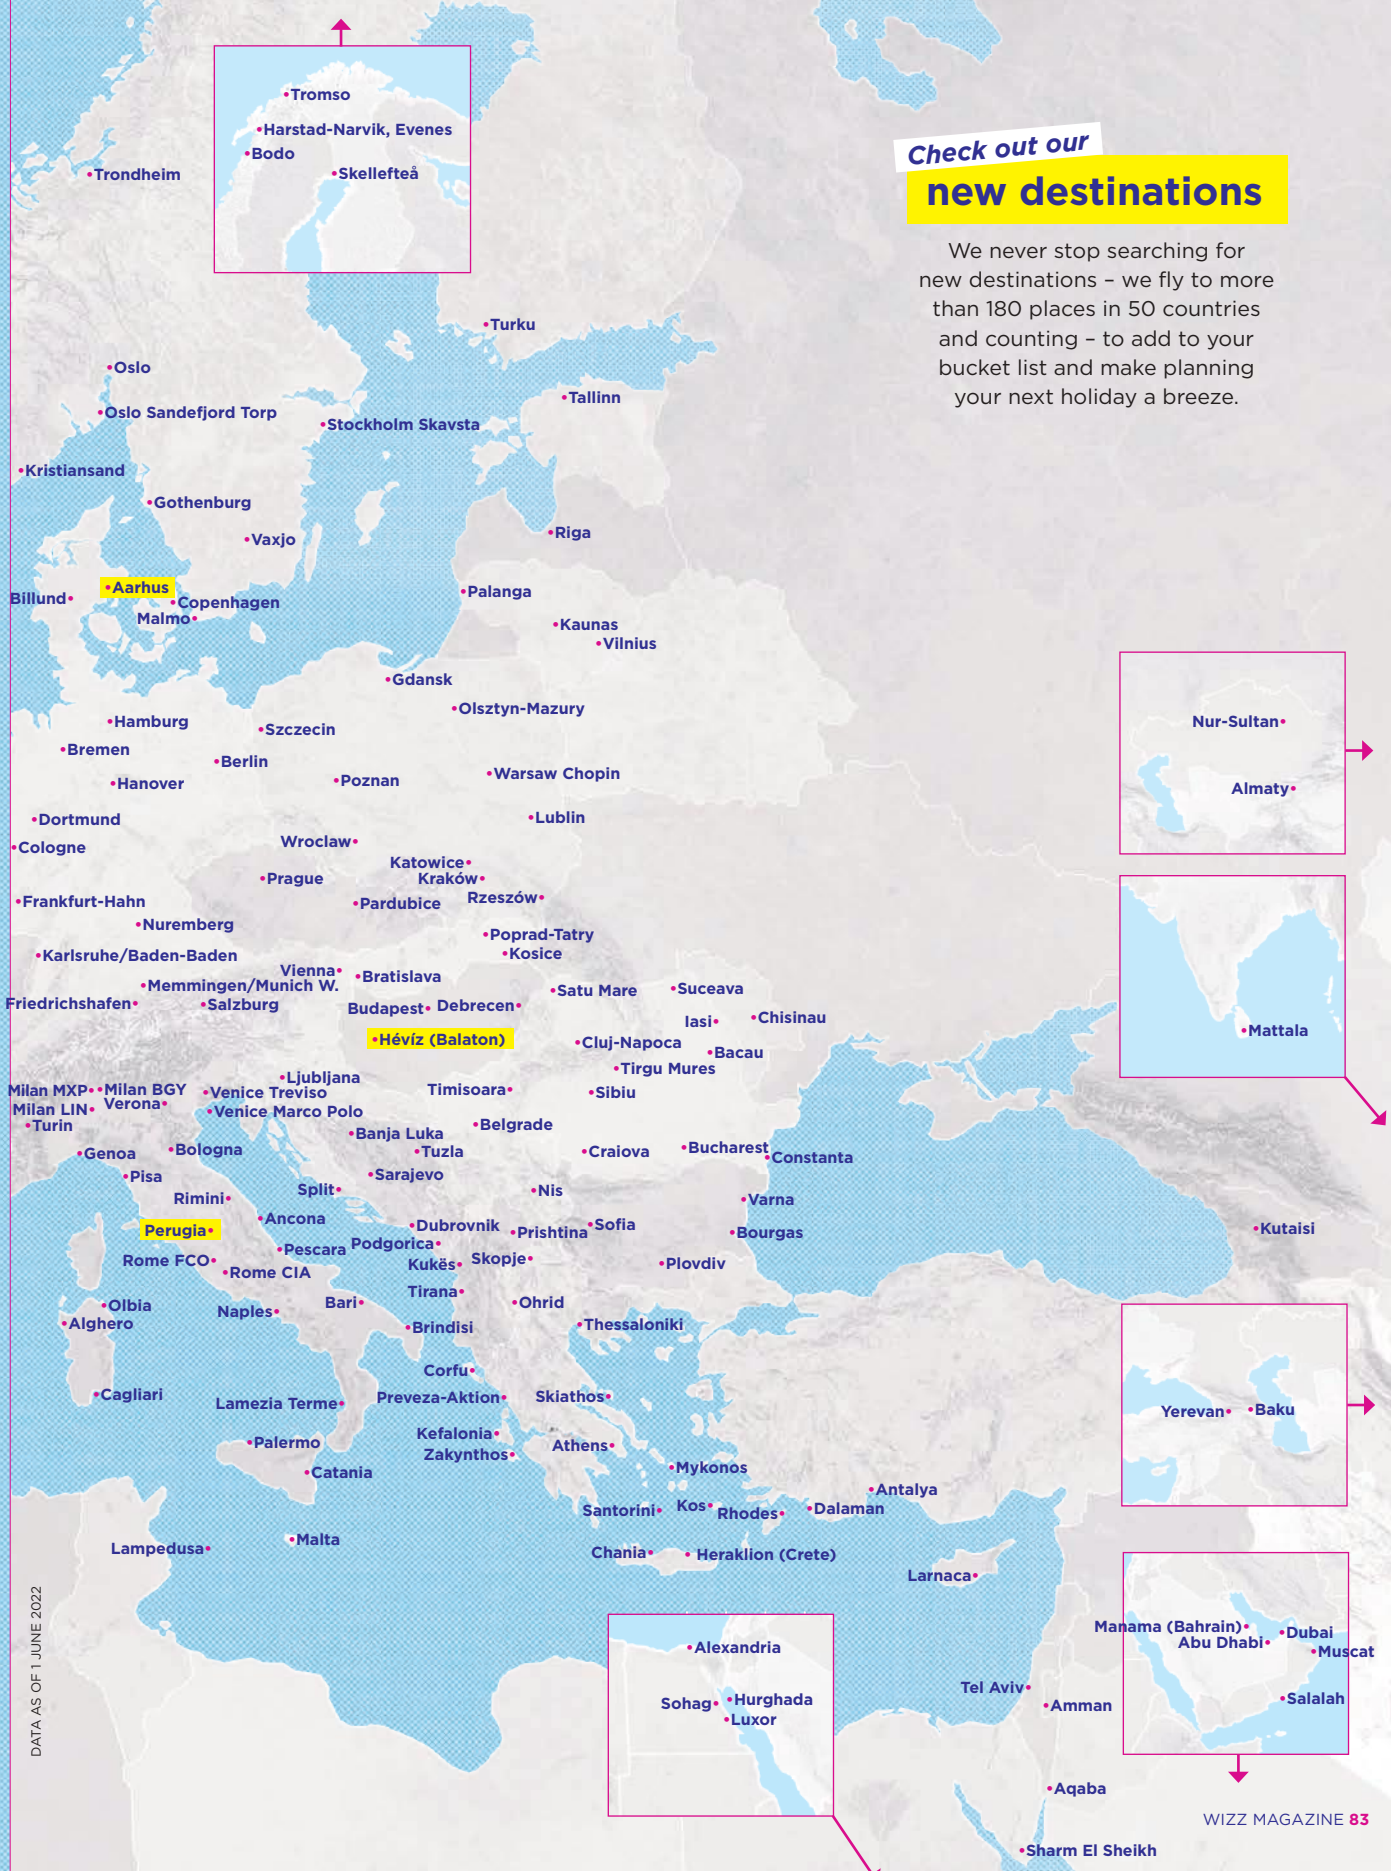 Tromso
Harstad-Narvik, Evenes
Bodo
Skellefteå
Trondheim
Check out our
new destinations
We never stop searching for
new destinations – we fly to more
than 180 places in 50 countries
and counting – to add to your
bucket list and make planning
your next holiday a breeze.
Turku
Oslo
Tallinn
Oslo Sandefjord Torp
Stockholm Skavsta
Kristiansand
Gothenburg
Riga
Vaxjo
Aarhus
Billund
Palanga
Copenhagen
Malmo
Kaunas
Vilnius
Gdansk
Olsztyn-Mazury
Hamburg
Szczecin
Bremen
Berlin
Warsaw Chopin
Hanover
Poznan
Dortmund
Lublin
Wroclaw
Cologne
Katowice
Kraków
Prague
Rzeszów
Frankfurt-Hahn
Pardubice
Nuremberg
Poprad-Tatry
Kosice
Karlsruhe/Baden-Baden
Vienna
Bratislava
Memmingen/Munich W.
Satu Mare
Suceava
Friedrichshafen
Salzburg
Budapest
Debrecen
Iasi
Chisinau
Hévíz (Balaton)
Cluj-Napoca
Bacau
Tirgu Mures
Ljubljana
Milan MXP
Milan BGY
Venice Treviso
Timisoara
Sibiu
Milan LIN
Verona
Venice Marco Polo
Turin
Banja Luka
Belgrade
Genoa
Bologna
Tuzla
Craiova
Bucharest
Constanta
Pisa
Sarajevo
Rimini
Split
Nis
Varna
Ancona
Dubrovnik
Prishtina
Sofia
Bourgas
Perugia
Pescara
Podgorica
Rome FCO
Kukës
Skopje
Plovdiv
Rome CIA
Tirana
Olbia
Naples
Bari
Ohrid
Alghero
Brindisi
Thessaloniki
Corfu
Cagliari
Lamezia Terme
Preveza-Aktion
Skiathos
Palermo
Kefalonia
Zakynthos
Athens
Catania
Mykonos
Antalya
Santorini
Kos
Rhodes
Dalaman
Lampedusa
Malta
Chania
Heraklion (Crete)
Larnaca
Nur-Sultan
Almaty
Mattala
Kutaisi
Yerevan
Baku
Manama (Bahrain)
Dubai
Abu Dhabi
Muscat
Salalah
Alexandria
Sohag
Hurghada
Luxor
Tel Aviv
Amman
Aqaba
Sharm El Sheikh
DATA AS OF 1 JUNE 2022
WIZZ MAGAZINE 83